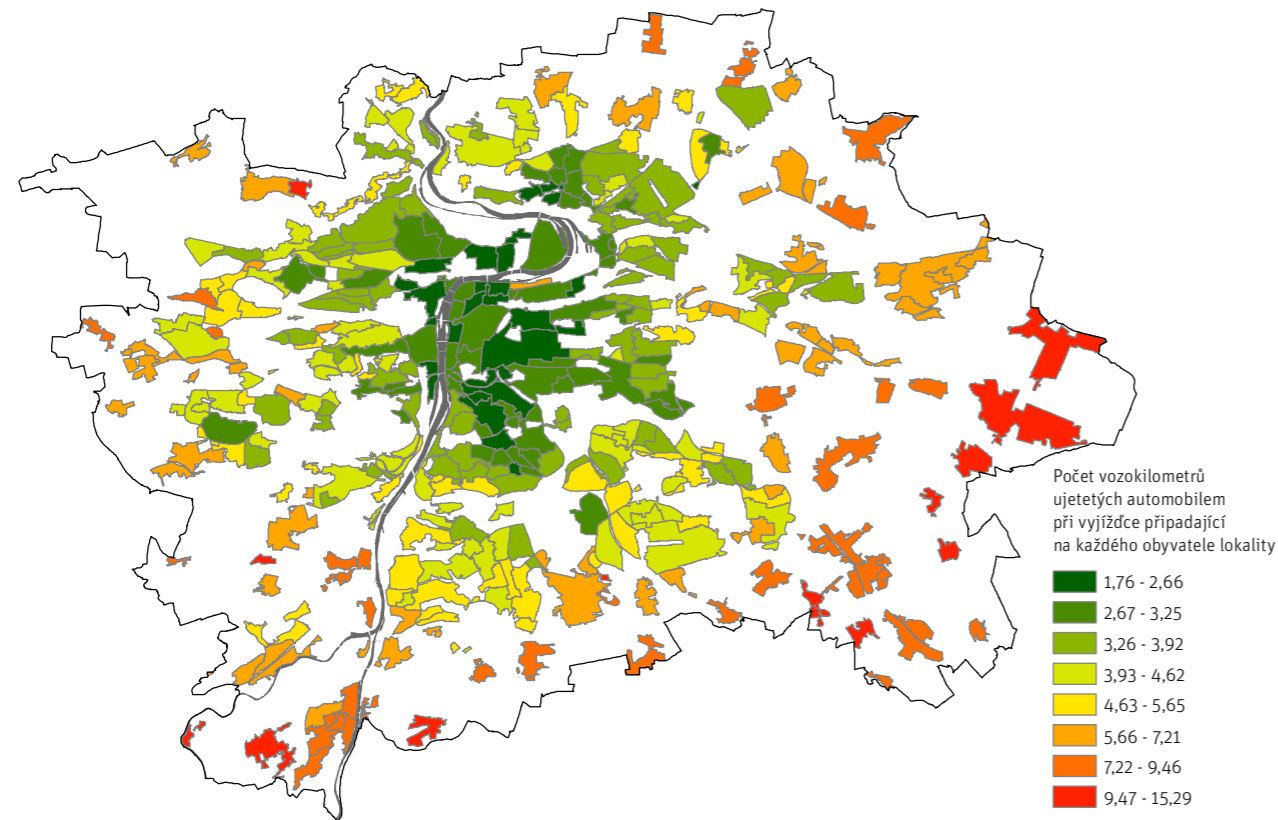 Počet vozokilometrů
ujetetých automobilem
při vyjížďce připadající
na každého obyvatele lokality
1,76 - 2,66
2,67 - 3,25
3,26 - 3,92
3,93 - 4,62
4,63 - 5,65
5,66 - 7,21
7,22 - 9,46
9,47 - 15,29